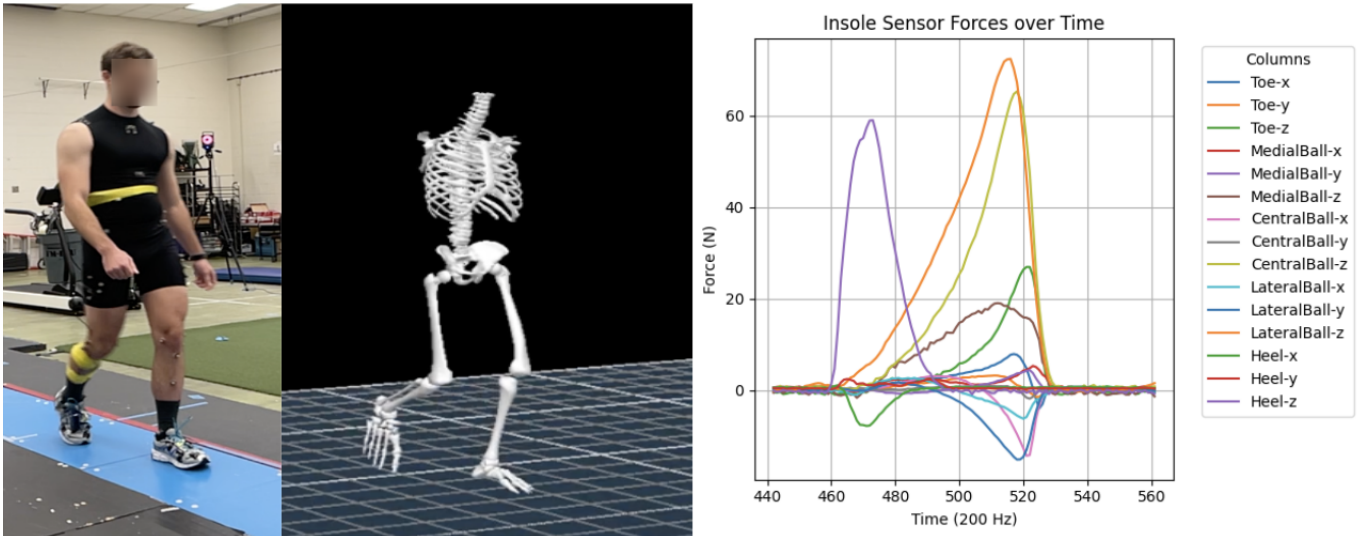 Insole Sensor Forces over Time
Force (N)
60
40
20
0
440 460 480 500 520 540 560
Time (200 Hz)
Columns
Toe-x
Toe-y
Toe-z
MedialBall-x
MedialBall-y
MedialBall-z
CentralBall-x
CentralBall-y
CentralBall-z
LateralBall-x
LateralBall-y
LateralBall-z
Heel-x
Heel-y
Heel-z